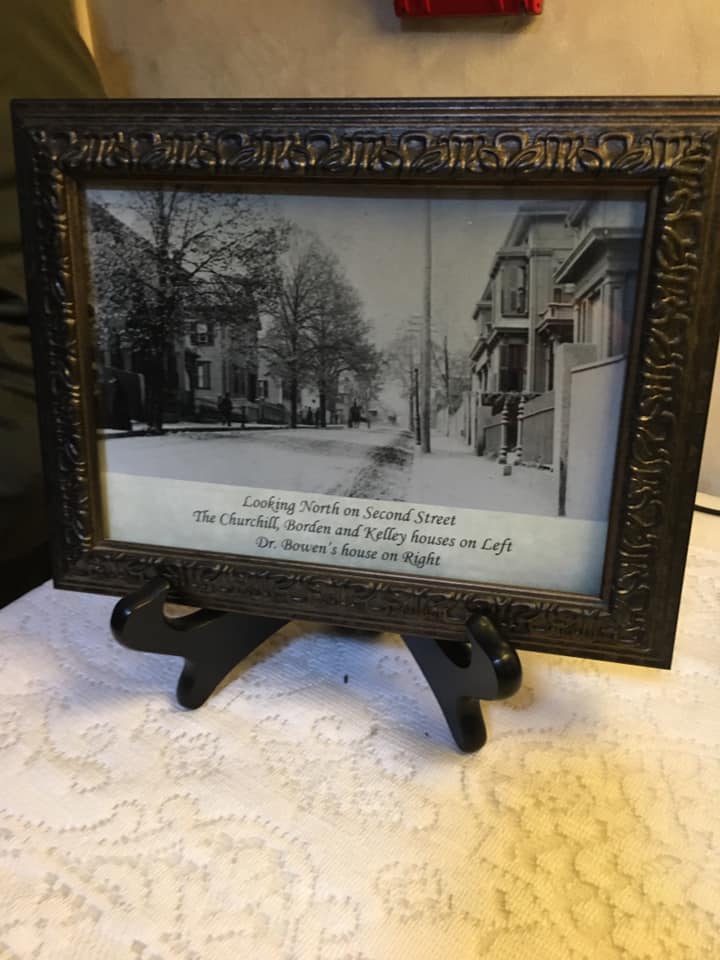 Looking North on Second Street
The Churchill, Borden and Kelley houses on Left
Dr. Bowen's house on Right